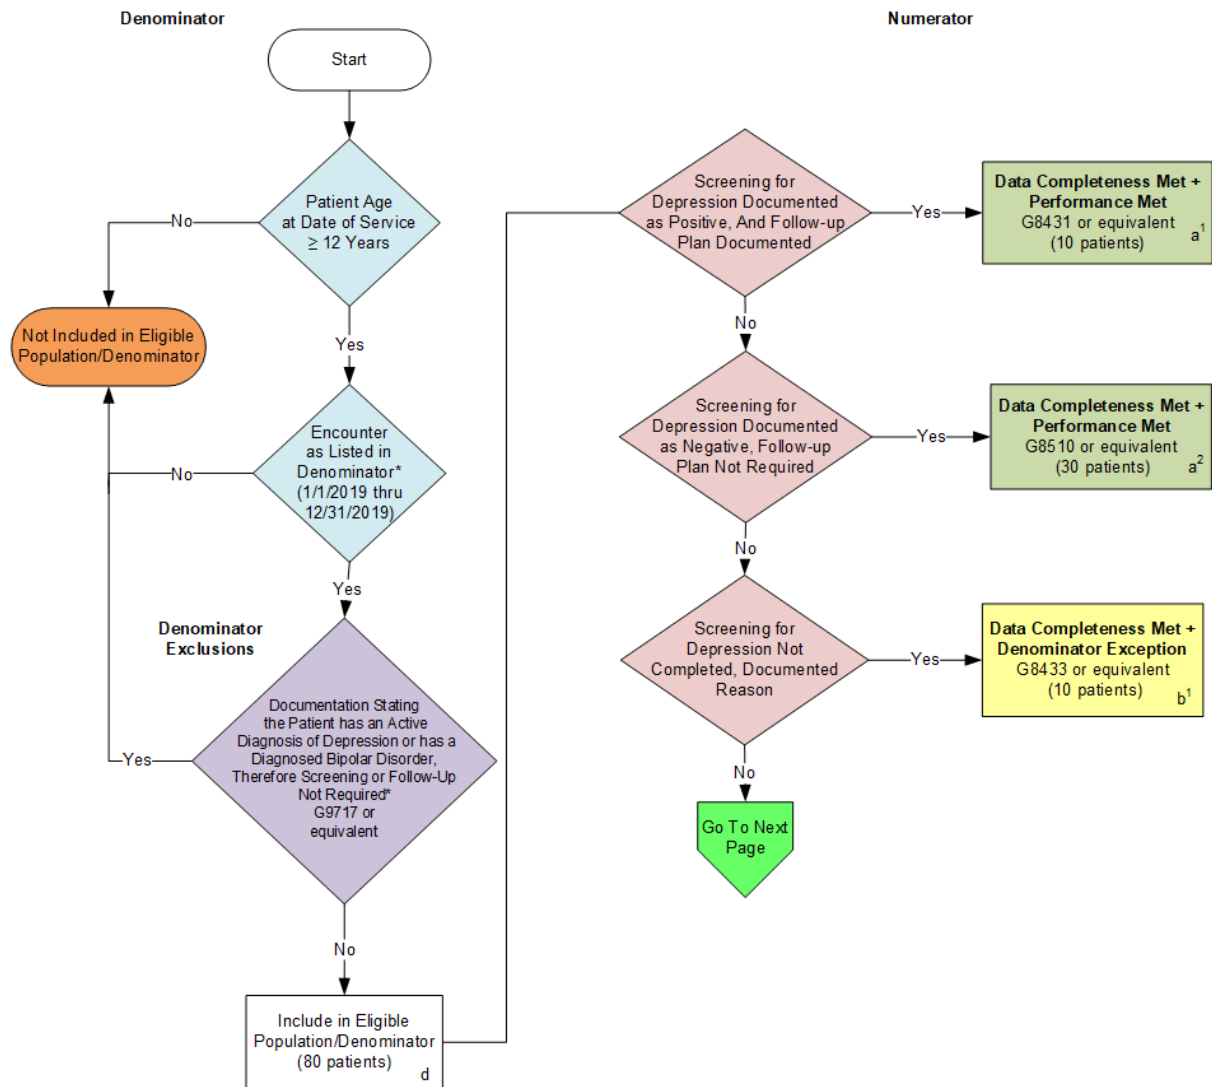 Denominator
Numerator
Start
Patient Age
at Date of Service
≥ 12 Years
No
Not Included in Eligible
Population/Denominator
Yes
Encounter
as Listed in
Denominator*
(1/1/2019 thru
12/31/2019)
No
Yes
Denominator
Exclusions
Documentation Stating
the Patient has an Active
Diagnosis of Depression or has a
Diagnosed Bipolar Disorder,
Therefore Screening or Follow-Up
Not Required*
G9717 or
equivalent
Yes
No
Include in Eligible
Population/Denominator
(80 patients)
d
Screening for
Depression Documented
as Positive, And Follow-up
Plan Documented
Yes
Data Completeness Met +
Performance Met
G8431 or equivalent
(10 patients)
a¹
No
Screening for
Depression Documented
as Negative, Follow-up
Plan Not Required
Yes
Data Completeness Met +
Performance Met
G8510 or equivalent
(30 patients)
a²
No
Screening for
Depression Not
Completed, Documented
Reason
Yes
Data Completeness Met +
Denominator Exception
G8433 or equivalent
(10 patients)
b¹
No
Go To Next
Page